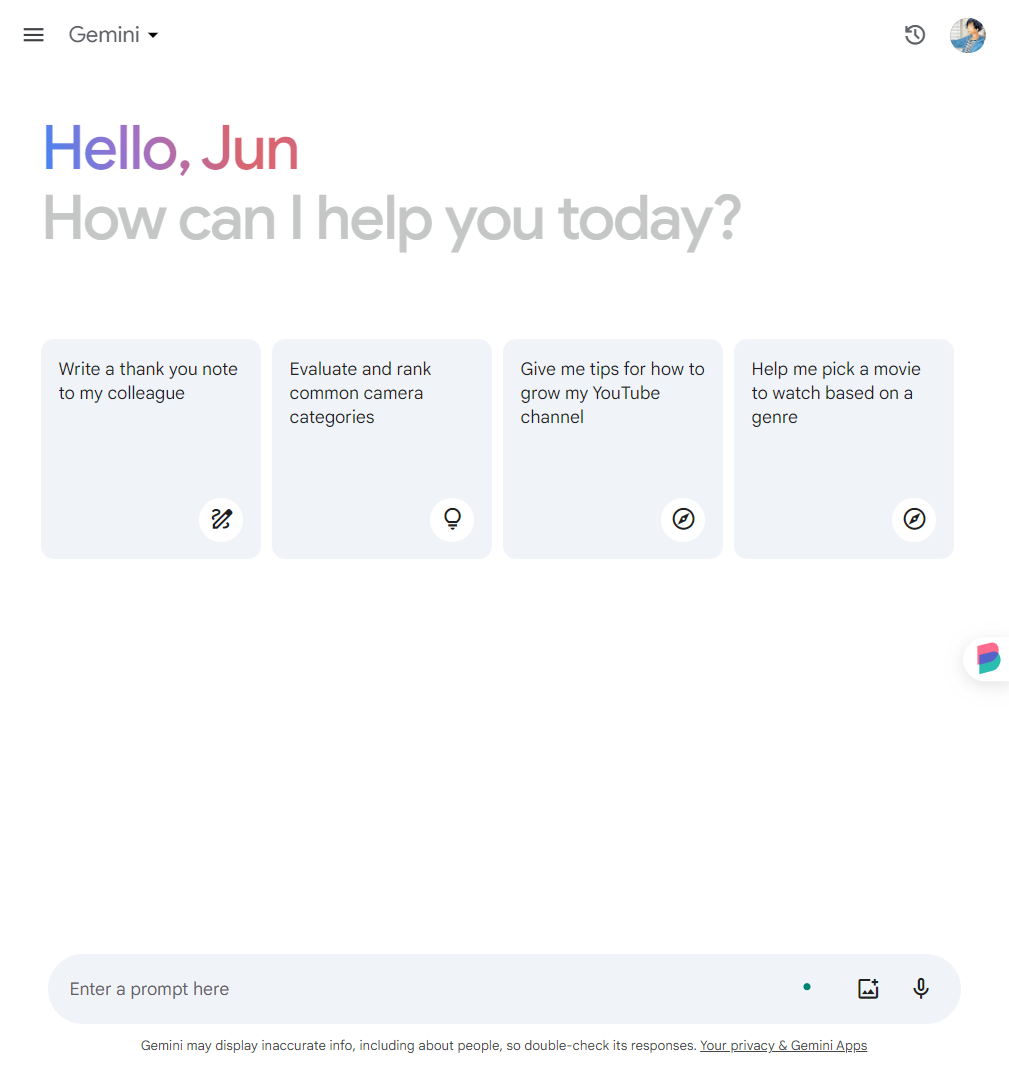 Gemini
Hello, Jun
How can I help you today?
Write a thank you note
to my colleague
Evaluate and rank
common camera
categories
Give me tips for how to
grow my YouTube
channel
Help me pick a movie
to watch based on a
genre
Enter a prompt here
Gemini may display inaccurate info, including about people, so double-check its responses. Your privacy & Gemini Apps